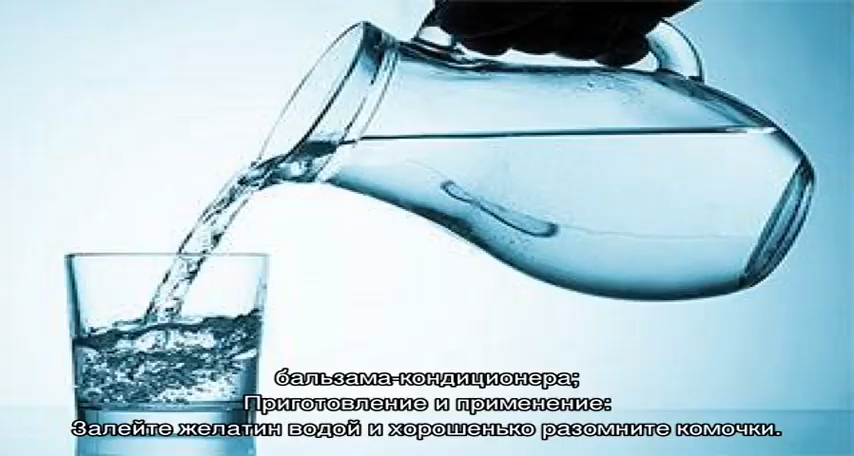 бальзама-кондиционера;
Приготовление и применение:
Залейте желатин водой и хорошенько разомните комочки.